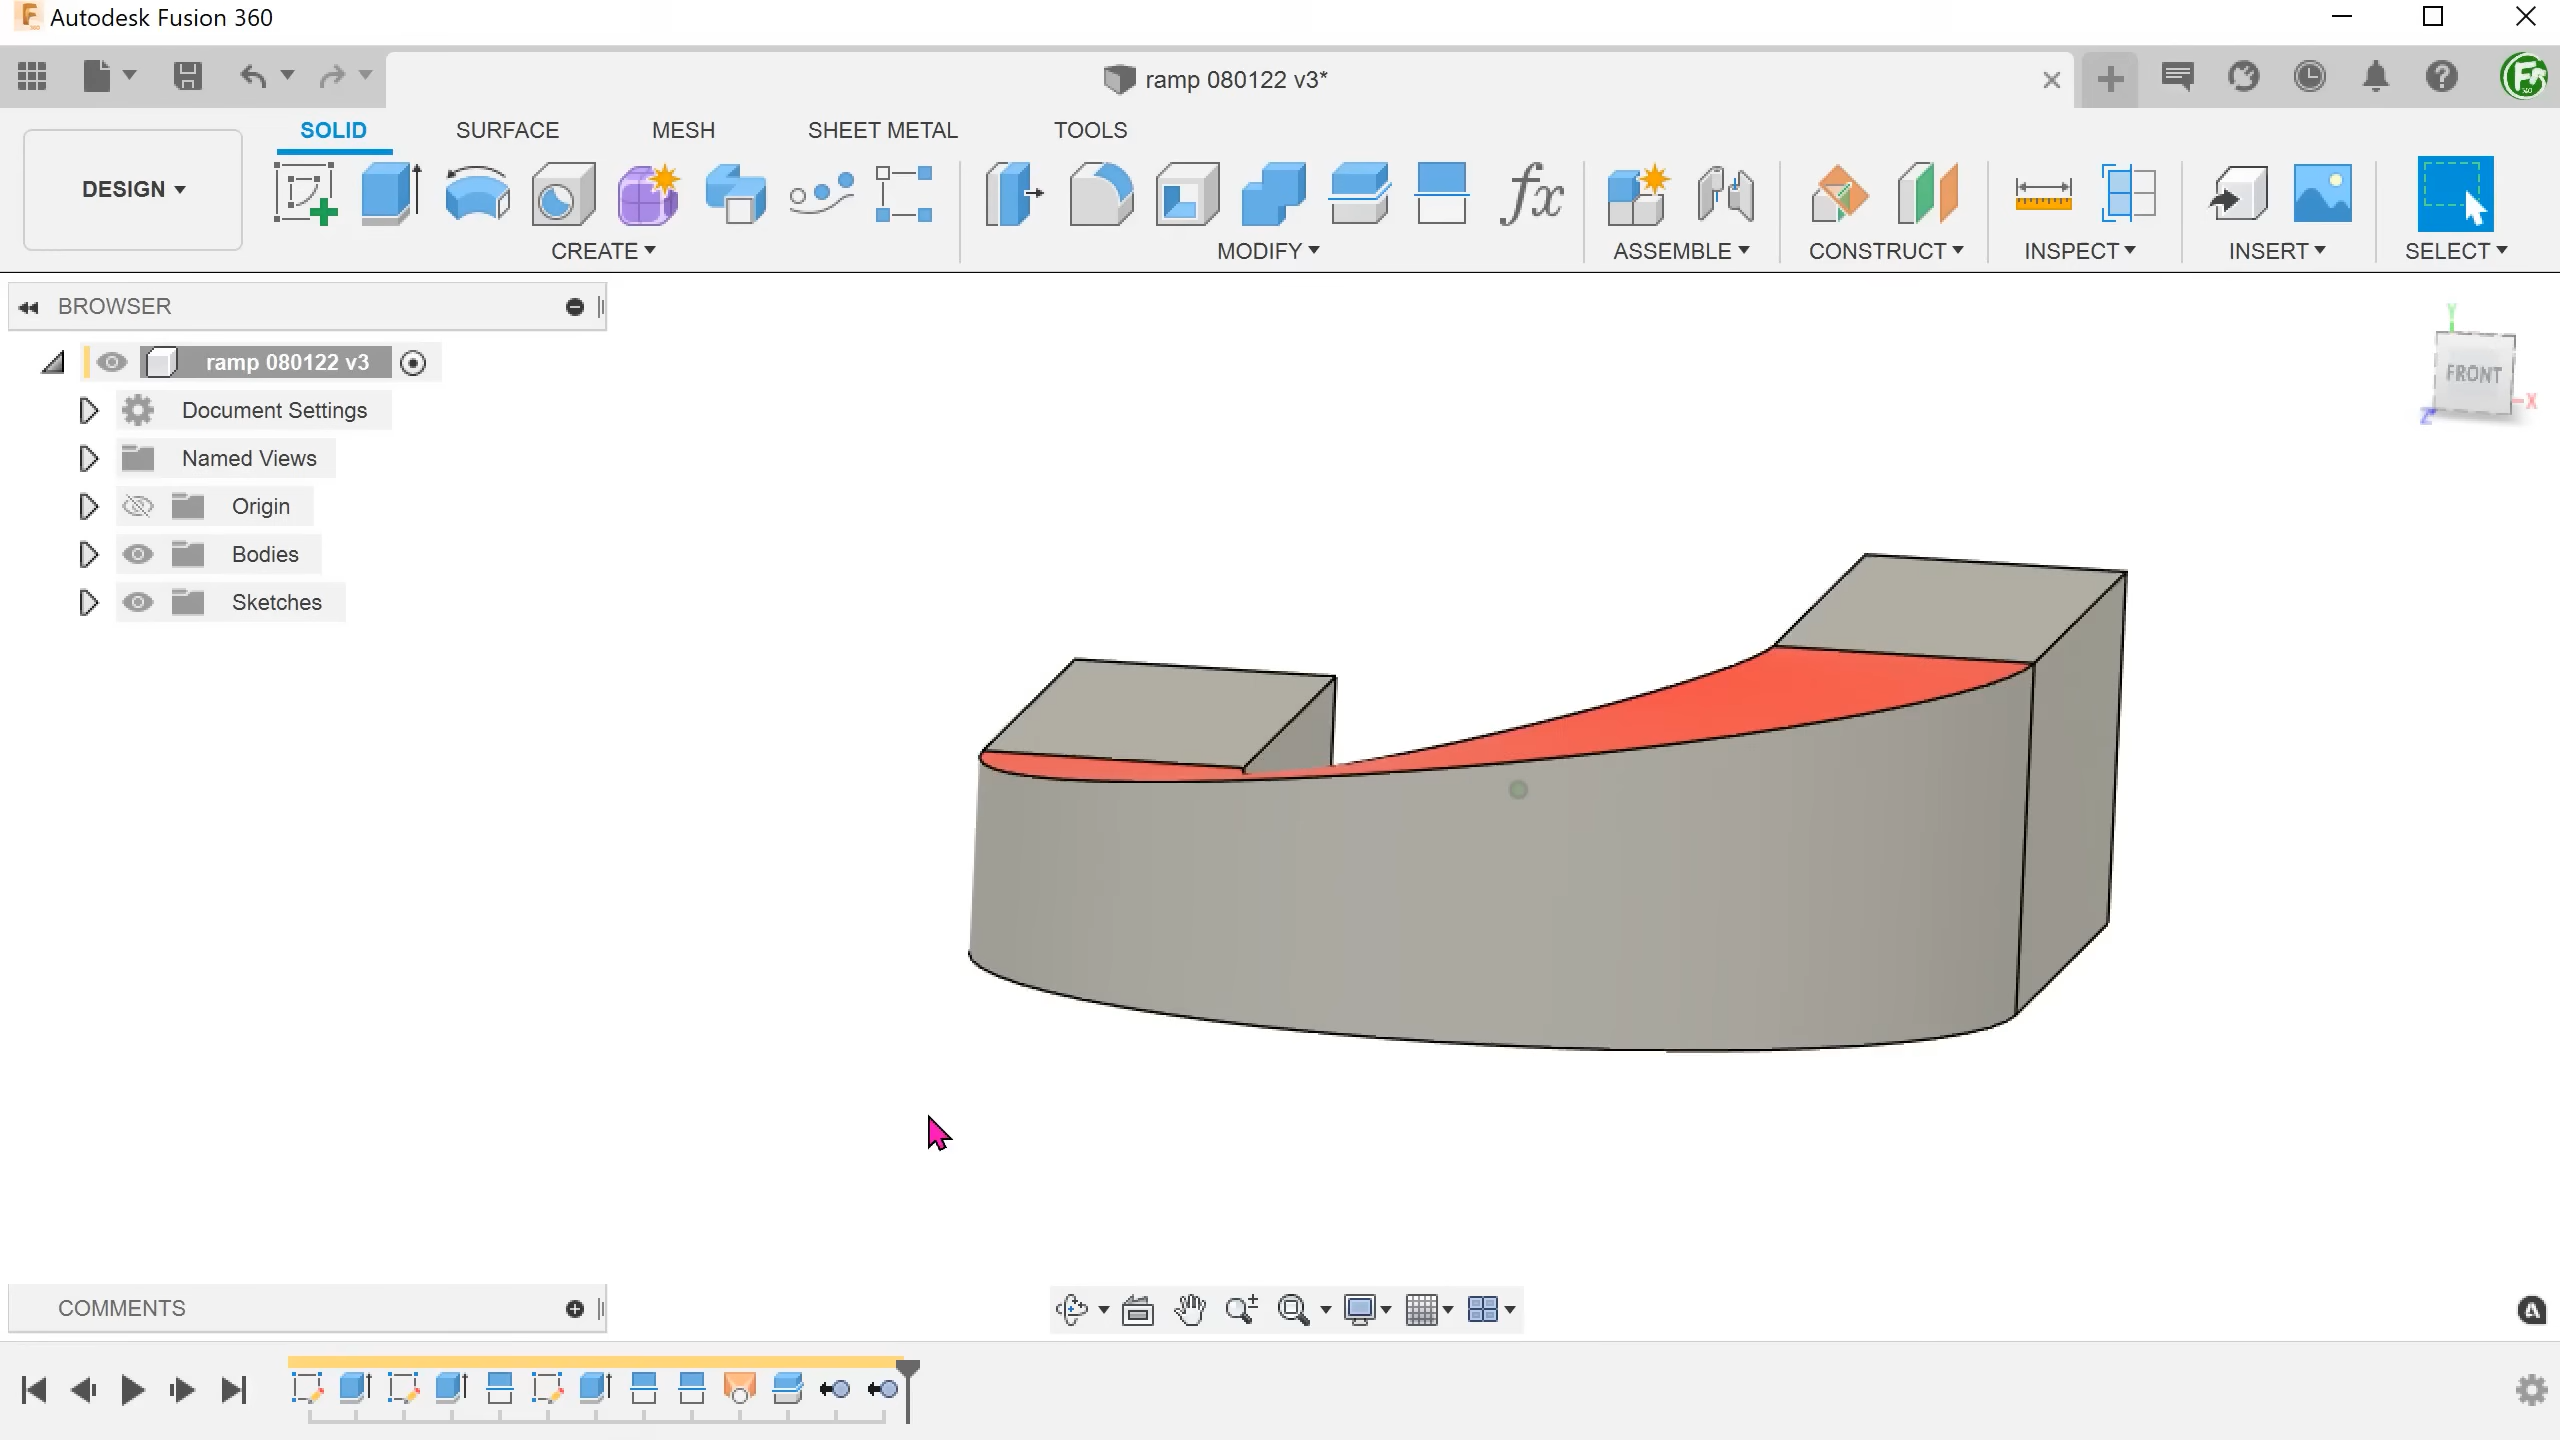 Autodesk Fusion 360
ramp 080122 v3*
SOLID SURFACE MESH SHEET METAL TOOLS
DESIGN
fx
CREATE MODIFY ASSEMBLE CONSTRUCT INSPECT INSERT SELECT
BROWSER
ramp 080122 v3
Document Settings
Named Views
Origin
Bodies
Sketches
Y
FRONT
X
Z
COMMENTS